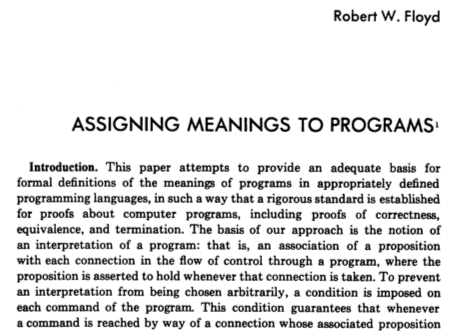 Robert W. Floyd
ASSIGNING MEANINGS TO PROGRAMS¹
Introduction. This paper attempts to provide an adequate basis for
formal definitions of the meanings of programs in appropriately defined
programming languages, in such a way that a rigorous standard is established
for proofs about computer programs, including proofs of correctness,
equivalence, and termination. The basis of our approach is the notion of
an interpretation of a program: that is, an association of a proposition
with each connection in the flow of control through a program, where the
proposition is asserted to hold whenever that connection is taken. To prevent
an interpretation from being chosen arbitrarily, a condition is imposed on
each command of the program. This condition guarantees that whenever
a command is reached by way of a connection whose associated proposition